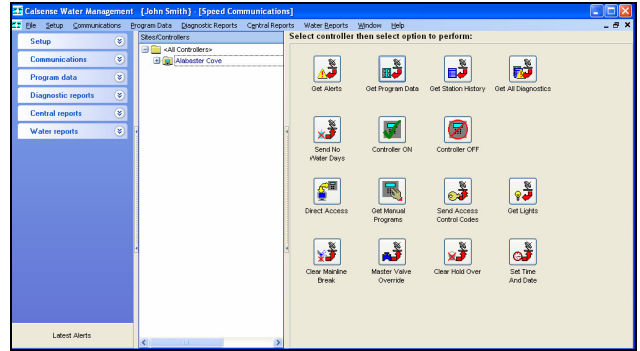 Calsense Water Management {John Smith} - [Speed Communications]
File Setup Communications Program Data Diagnostic Reports Central Reports Water Reports Window Help
Setup
Communications
Program data
Diagnostic reports
Central reports
Water reports
Latest Alerts
Sites/Controllers
<All Controllers>
Alabaster Cove
Select controller then select option to perform:
Get Alerts
Get Program Data
Get Station History
Get All Diagnostics
Send No
Water Days
Controller ON
Controller OFF
Direct Access
Get Manual
Programs
Send Access
Control Codes
Get Lights
Clear Mainline
Break
Master Valve
Override
Clear Hold Over
Set Time
And Date